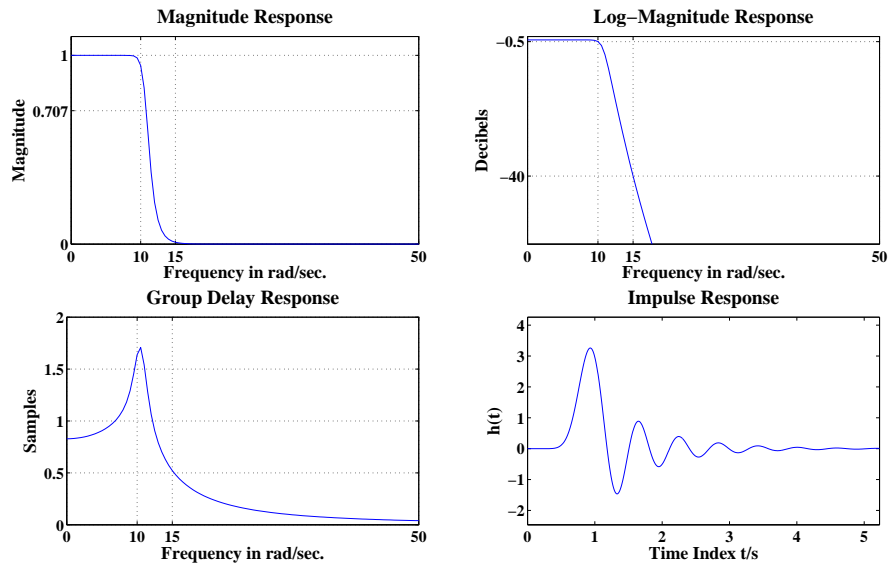 Magnitude Response
Magnitude
1
0.707
0
0 10 15 50
Frequency in rad/sec.
Log−Magnitude Response
Decibels
−0.5
−40
0 10 15 50
Frequency in rad/sec.
Group Delay Response
Samples
2
1.5
1
0.5
0
0 10 15 50
Frequency in rad/sec.
Impulse Response
h(t)
4
3
2
1
0
−1
−2
0 1 2 3 4 5
Time Index t/s